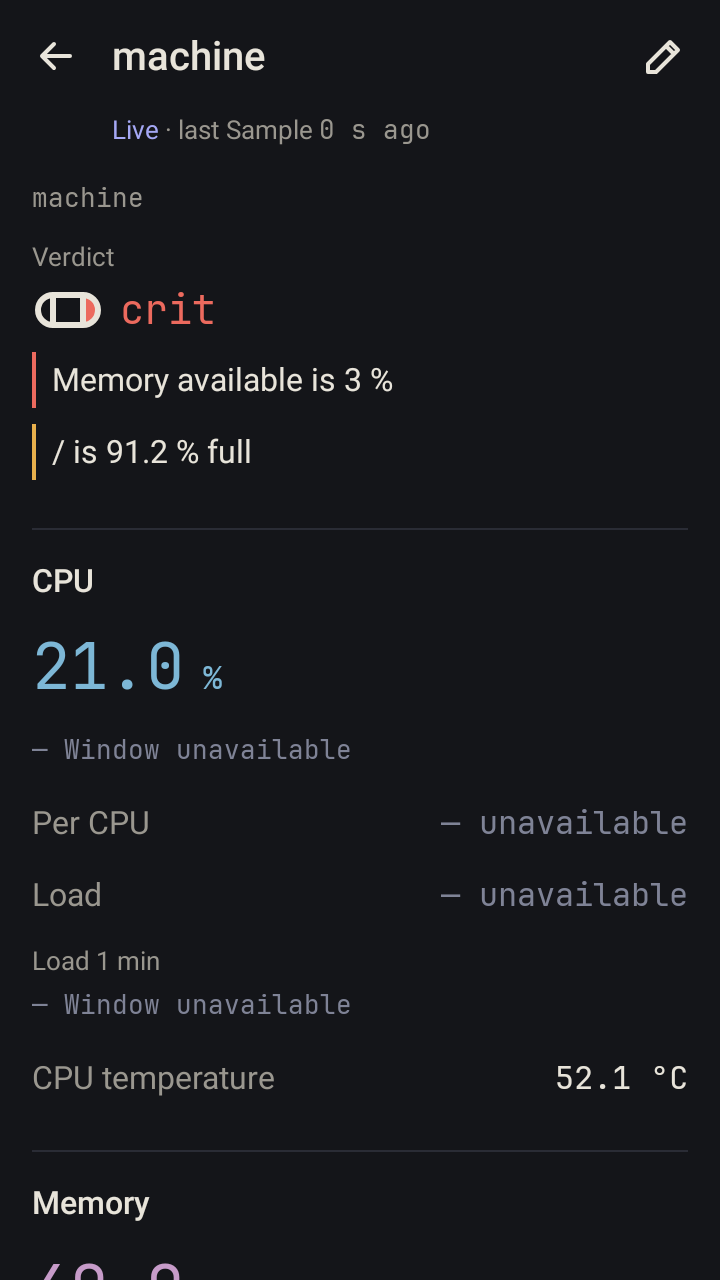 machine
Live · last Sample 0 s ago
machine
Verdict
crit
Memory available is 3 %
/ is 91.2 % full
CPU
21.0 %
— Window unavailable
Per CPU — unavailable
Load — unavailable
Load 1 min
— Window unavailable
CPU temperature 52.1 °C
Memory